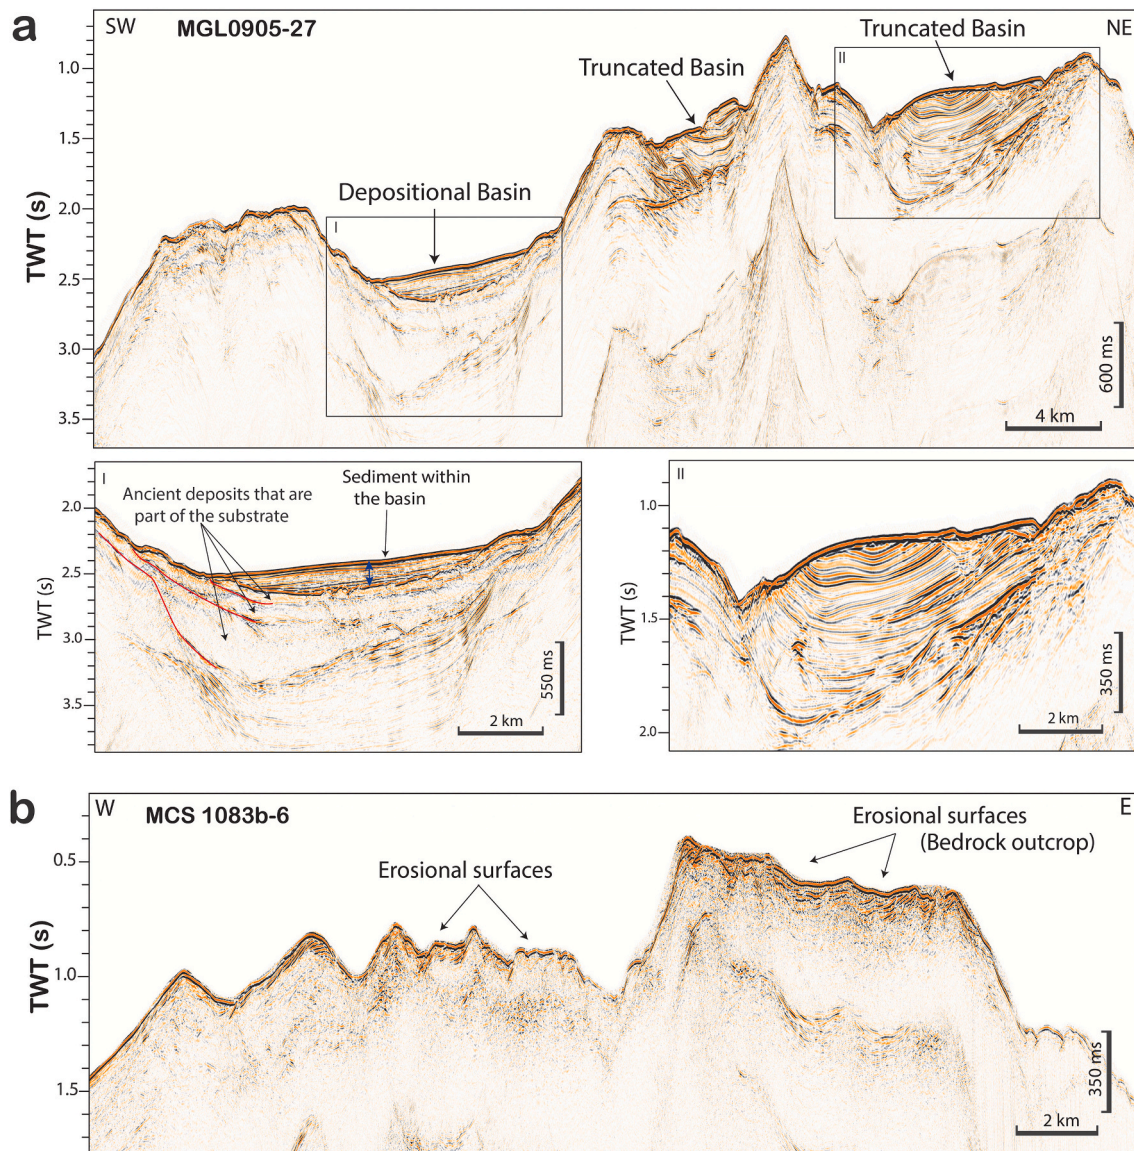 a
SW
MGL0905-27
NE
Truncated Basin
II
Truncated Basin
Depositional Basin
I
TWT (s)
1.0
1.5
2.0
2.5
3.0
3.5
600 ms
4 km
I
Sediment within
the basin
Ancient deposits that are
part of the substrate
TWT (s)
2.0
2.5
3.0
3.5
550 ms
2 km
II
TWT (s)
1.0
1.5
2.0
350 ms
2 km
b
W
MCS 1083b-6
E
Erosional surfaces
(Bedrock outcrop)
Erosional surfaces
TWT (s)
0.5
1.0
1.5
350 ms
2 km